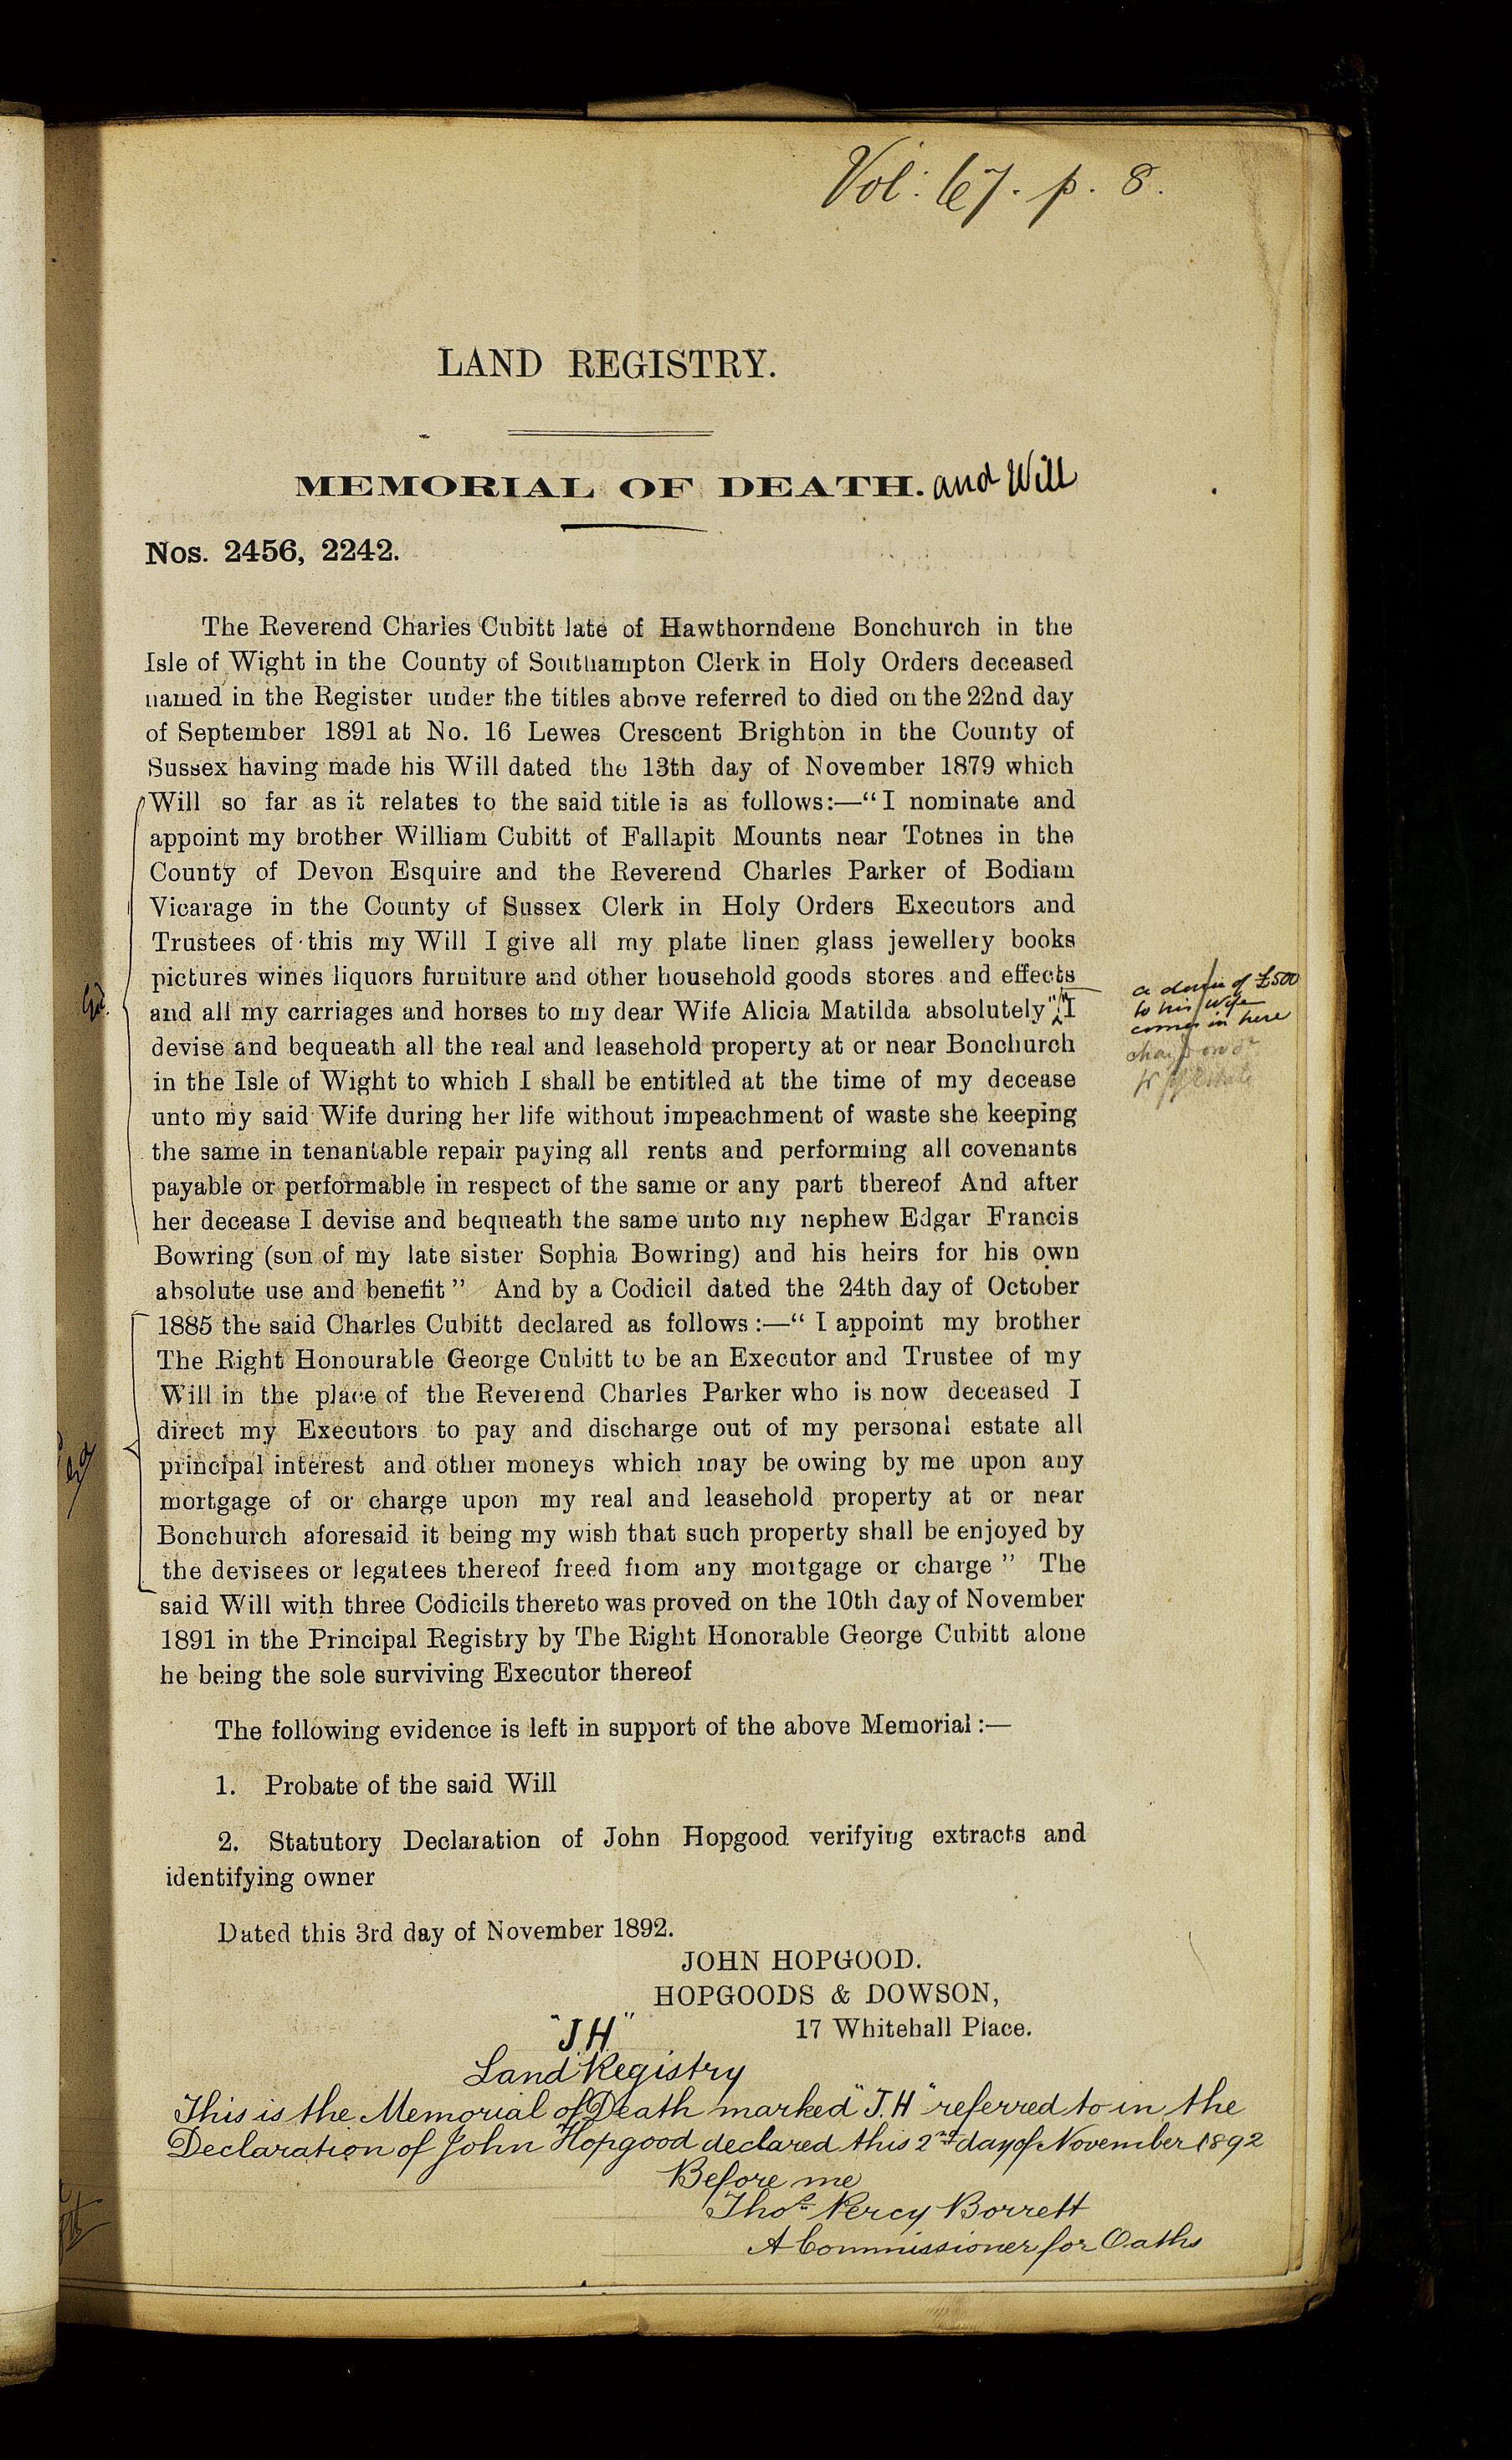 Vol: 67. p. 8.
LAND REGISTRY.
MEMORIAL OF DEATH. and Will
Nos. 2456, 2242.
The Reverend Charles Cubitt late of Hawthorndene Bonchurch in the
Isle of Wight in the County of Southampton Clerk in Holy Orders deceased
named in the Register under the titles above referred to died on the 22nd day
of September 1891 at No. 16 Lewes Crescent Brighton in the County of
Sussex having made his Will dated the 13th day of November 1879 which
Will so far as it relates to the said title is as follows:—“I nominate and
appoint my brother William Cubitt of Fallapit Mounts near Totnes in the
County of Devon Esquire and the Reverend Charles Parker of Bodiam
Vicarage in the County of Sussex Clerk in Holy Orders Executors and
Trustees of this my Will I give all my plate linen glass jewellery books
pictures wines liquors furniture and other household goods stores and effects
and all my carriages and horses to my dear Wife Alicia Matilda absolutely" "I
a devise of £500
to his Wife
comes in here
devise and bequeath all the real and leasehold property at or near Bonchurch
in the Isle of Wight to which I shall be entitled at the time of my decease
unto my said Wife during her life without impeachment of waste she keeping
the same in tenantable repair paying all rents and performing all covenants
payable or performable in respect of the same or any part thereof And after
her decease I devise and bequeath the same unto my nephew Edgar Francis
Bowring (son of my late sister Sophia Bowring) and his heirs for his own
absolute use and benefit” And by a Codicil dated the 24th day of October
1885 the said Charles Cubitt declared as follows:—“I appoint my brother
The Right Honourable George Cubitt to be an Executor and Trustee of my
Will in the place of the Reverend Charles Parker who is now deceased I
direct my Executors to pay and discharge out of my personal estate all
principal interest and other moneys which may be owing by me upon any
mortgage of or charge upon my real and leasehold property at or near
Bonchurch aforesaid it being my wish that such property shall be enjoyed by
the devisees or legatees thereof freed from any mortgage or charge” The
said Will with three Codicils thereto was proved on the 10th day of November
1891 in the Principal Registry by The Right Honorable George Cubitt alone
he being the sole surviving Executor thereof
The following evidence is left in support of the above Memorial:—
1. Probate of the said Will
2. Statutory Declaration of John Hopgood verifying extracts and
identifying owner
Dated this 3rd day of November 1892.
JOHN HOPGOOD.
HOPGOODS & DOWSON,
17 Whitehall Place.
"J.H"
Land Registry
This is the Memorial of Death marked "J.H" referred to in the
Declaration of John Hopgood declared this 2nd day of November 1892
Before me
Thos. Percy Borrett
A Commissioner for Oaths